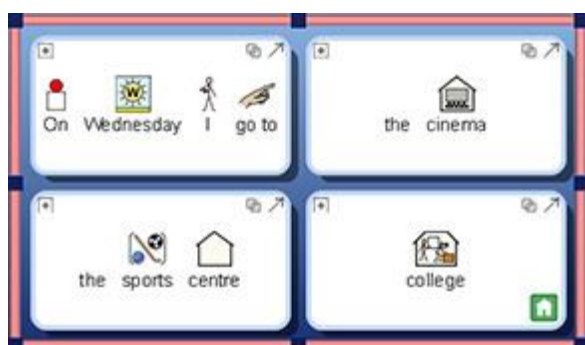 On Wednesday I go to
the cinema
the sports centre
college